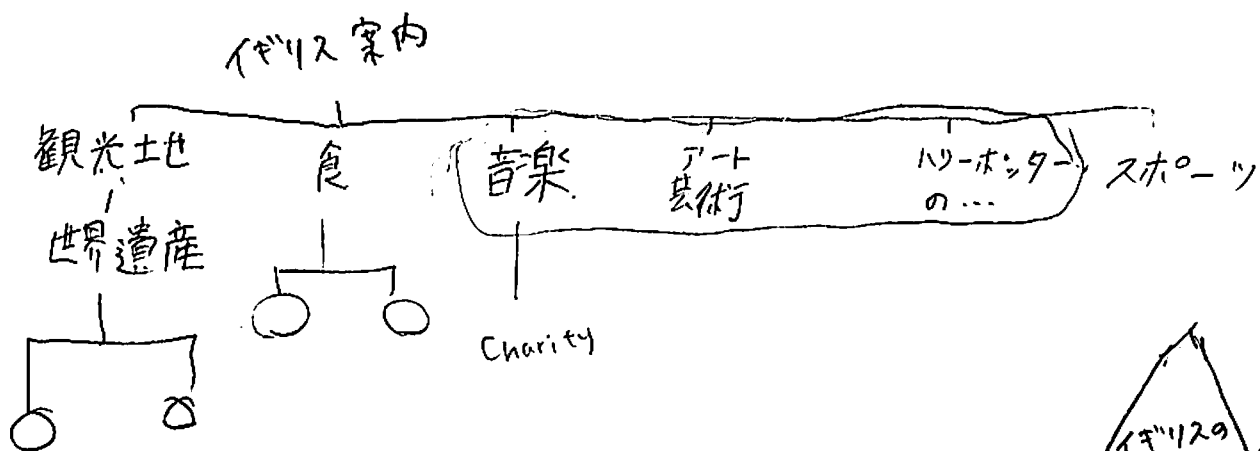 イギリス案内
観光地
食
音楽
アート
芸術
ハリーポッター
の…
スポーツ
世界遺産
Charity
イギリスの